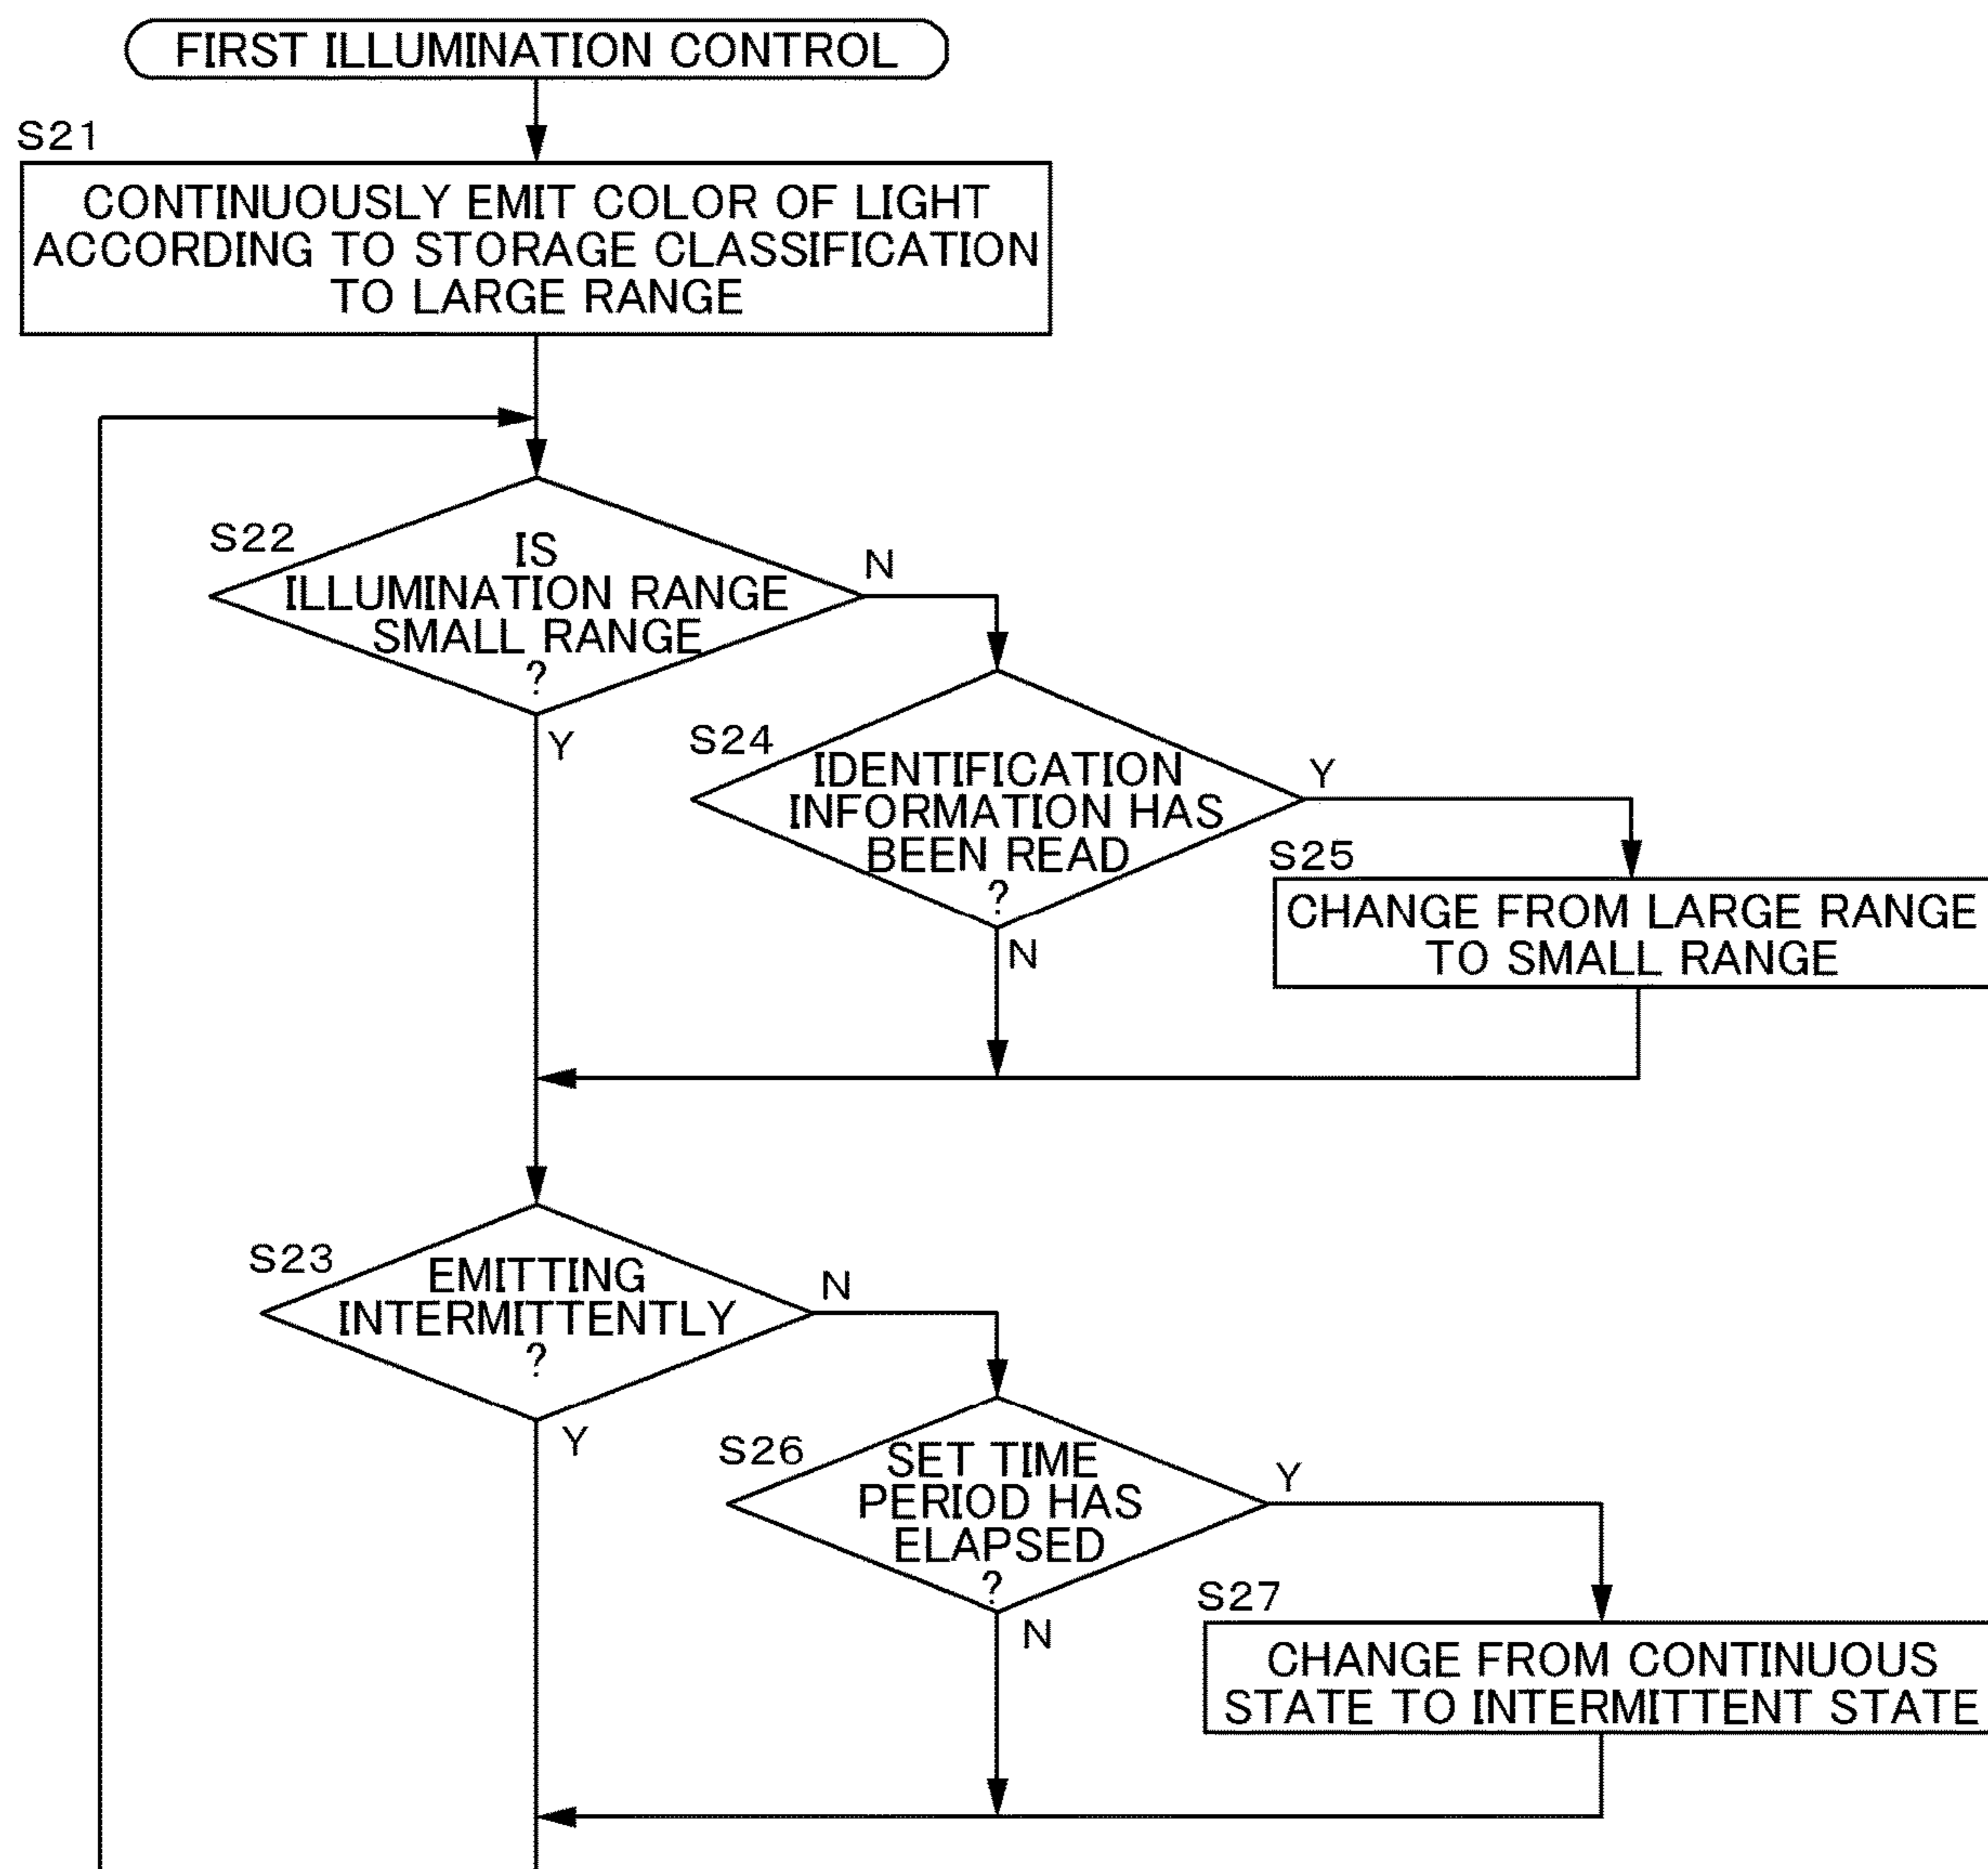 FIRST ILLUMINATION CONTROL
S21
CONTINUOUSLY EMIT COLOR OF LIGHT
ACCORDING TO STORAGE CLASSIFICATION
TO LARGE RANGE
S22
IS
ILLUMINATION RANGE
SMALL RANGE
?
N
Y
S24
IDENTIFICATION
INFORMATION HAS
BEEN READ
?
Y
N
S25
CHANGE FROM LARGE RANGE
TO SMALL RANGE
S23
EMITTING
INTERMITTENTLY
?
N
Y
S26
SET TIME
PERIOD HAS
ELAPSED
?
Y
N
S27
CHANGE FROM CONTINUOUS
STATE TO INTERMITTENT STATE